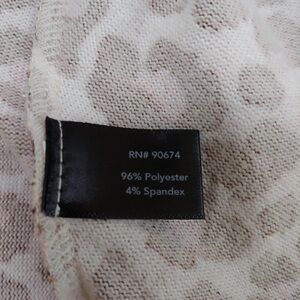 RN# 90674
96% Polyester
4% Spandex